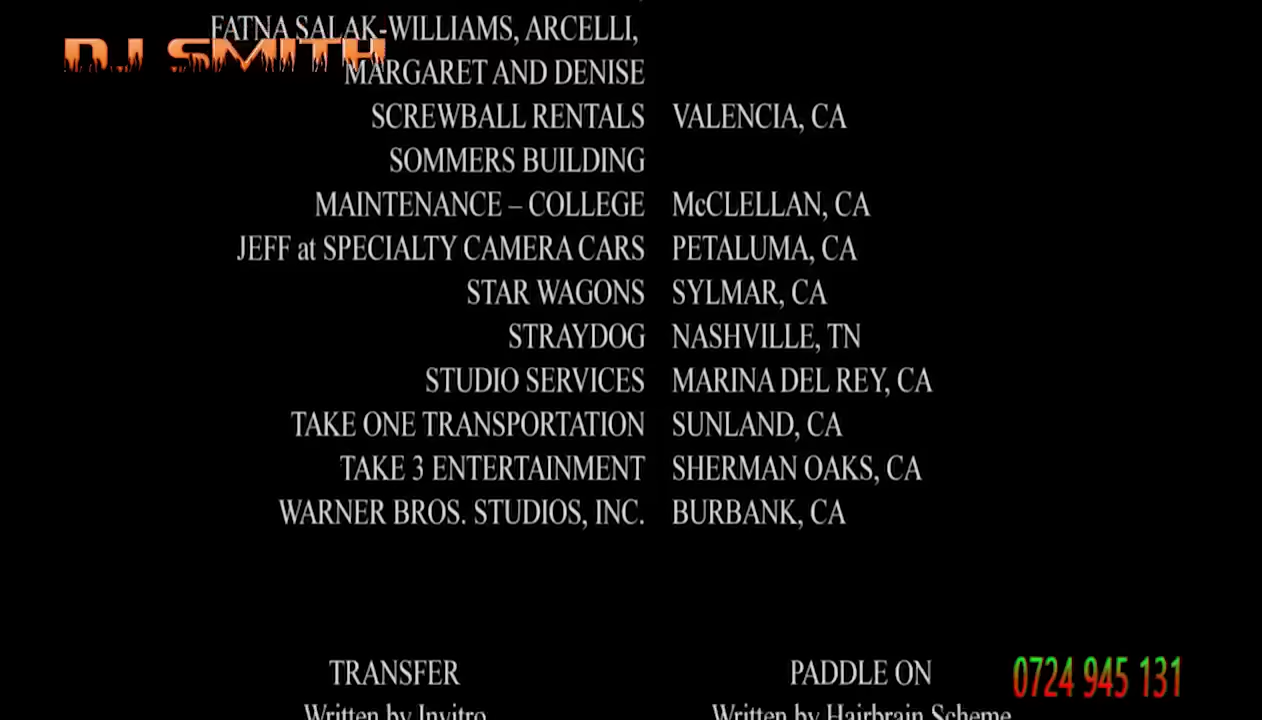 FATNA SALAK-WILLIAMS, ARCELLI,
DJ SMITH
MARGARET AND DENISE
SCREWBALL RENTALS VALENCIA, CA
SOMMERS BUILDING
MAINTENANCE – COLLEGE McCLELLAN, CA
JEFF at SPECIALTY CAMERA CARS PETALUMA, CA
STAR WAGONS SYLMAR, CA
STRAYDOG NASHVILLE, TN
STUDIO SERVICES MARINA DEL REY, CA
TAKE ONE TRANSPORTATION SUNLAND, CA
TAKE 3 ENTERTAINMENT SHERMAN OAKS, CA
WARNER BROS. STUDIOS, INC. BURBANK, CA
TRANSFER PADDLE ON
0724 945 131
Written by Invitro Written by Hairbrain Scheme